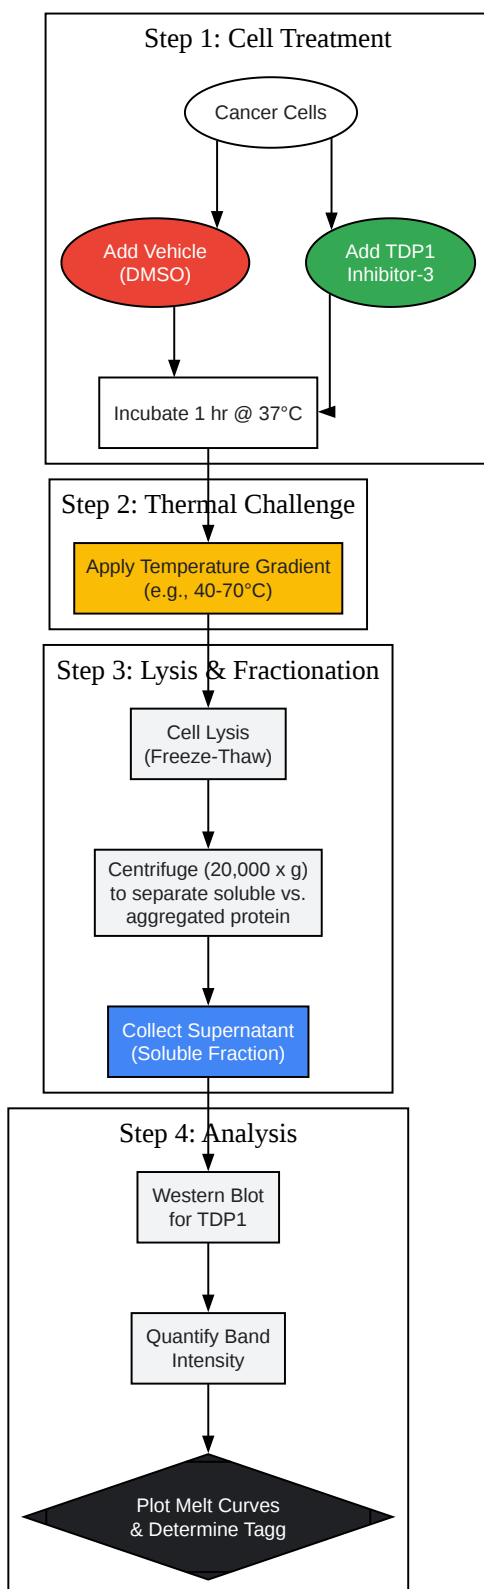 Step 1: Cell Treatment
Cancer Cells
Add Vehicle
(DMSO)
Add TDP1
Inhibitor-3
Incubate 1 hr @ 37°C
Step 2: Thermal Challenge
Apply Temperature Gradient
(e.g., 40-70°C)
Step 3: Lysis & Fractionation
Cell Lysis
(Freeze-Thaw)
Centrifuge (20,000 x g)
to separate soluble vs.
aggregated protein
Collect Supernatant
(Soluble Fraction)
Step 4: Analysis
Western Blot
for TDP1
Quantify Band
Intensity
Plot Melt Curves
& Determine Tagg